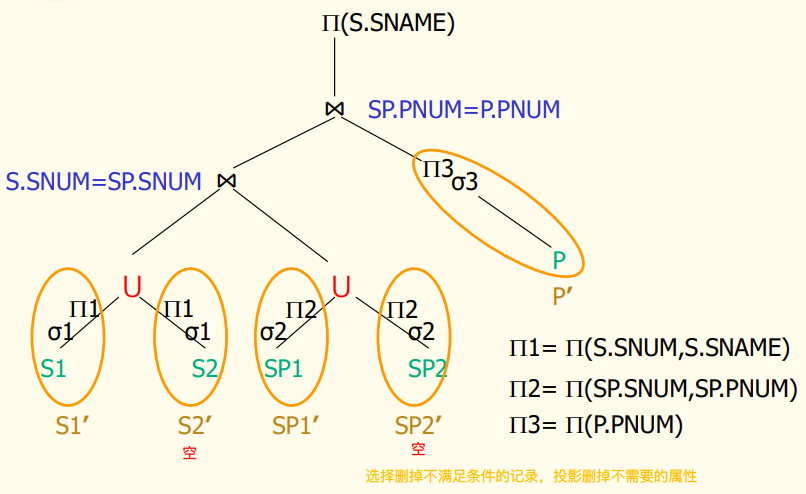 Π(S.SNAME)
⋈ SP.PNUM=P.PNUM
S.SNUM=SP.SNUM ⋈
Π3
σ3
P
P′
U U
Π1 Π1 Π2 Π2
σ1 σ1 σ2 σ2
S1 S2 SP1 SP2
S1′ S2′ SP1′ SP2′
空 空
Π1= Π(S.SNUM,S.SNAME)
Π2= Π(SP.SNUM,SP.PNUM)
Π3= Π(P.PNUM)
选择删掉不满足条件的记录，投影删掉不需要的属性